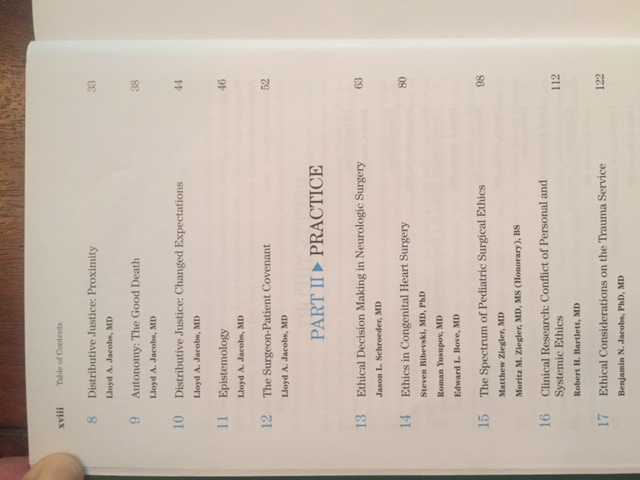 xviii Table of Contents
8 Distributive Justice: Proximity 33
Lloyd A. Jacobs, MD
9 Autonomy: The Good Death 38
Lloyd A. Jacobs, MD
10 Distributive Justice: Changed Expectations 44
Lloyd A. Jacobs, MD
11 Epistemology 46
Lloyd A. Jacobs, MD
12 The Surgeon-Patient Covenant 52
Lloyd A. Jacobs, MD
PART II ▶ PRACTICE
13 Ethical Decision Making in Neurologic Surgery 63
Jason L. Schroeder, MD
14 Ethics in Congenital Heart Surgery 80
Steven Bibevski, MD, PhD
Roman Yusupov, MD
Edward L. Bove, MD
15 The Spectrum of Pediatric Surgical Ethics 98
Matthew Ziegler, MD
Moritz M. Ziegler, MD, MS (Honorary), BS
16 Clinical Research: Conflict of Personal and
Systemic Ethics 112
Robert H. Bartlett, MD
17 Ethical Considerations on the Trauma Service 122
Benjamin N. Jacobs, PhD, MD